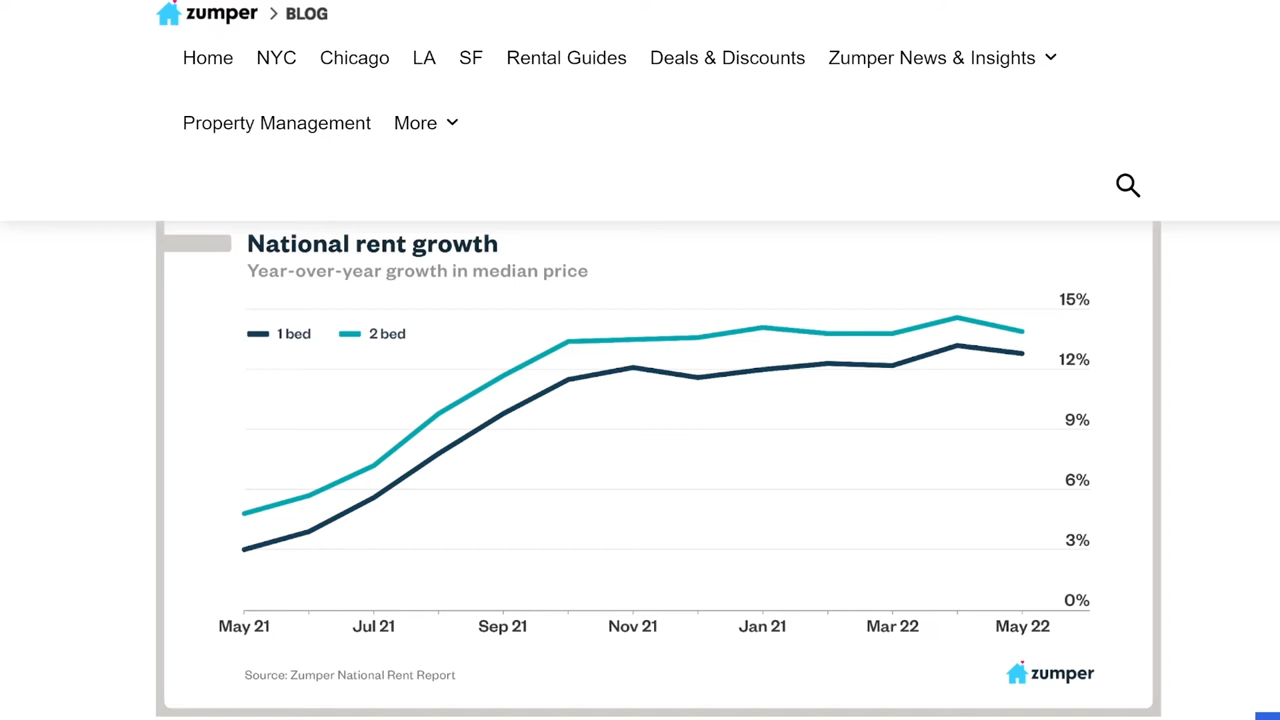 zumper > BLOG
Home NYC Chicago LA SF Rental Guides Deals & Discounts Zumper News & Insights
Property Management More
National rent growth
Year-over-year growth in median price
15%
1 bed 2 bed
12%
9%
6%
3%
0%
May 21 Jul 21 Sep 21 Nov 21 Jan 21 Mar 22 May 22
Source: Zumper National Rent Report
zumper